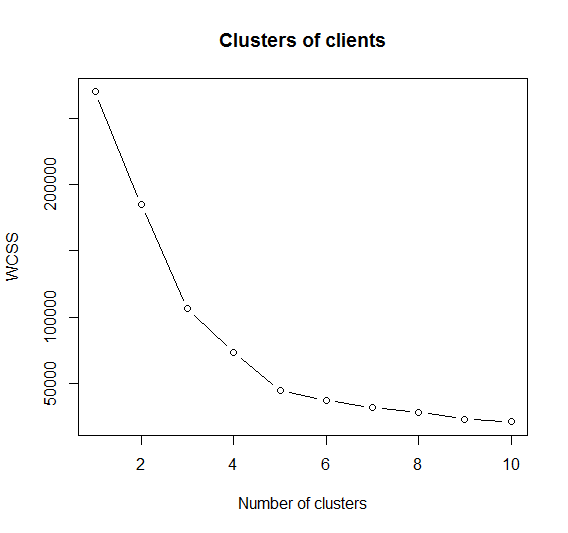 Clusters of clients
WCSS
200000
100000
50000
2 4 6 8 10
Number of clusters